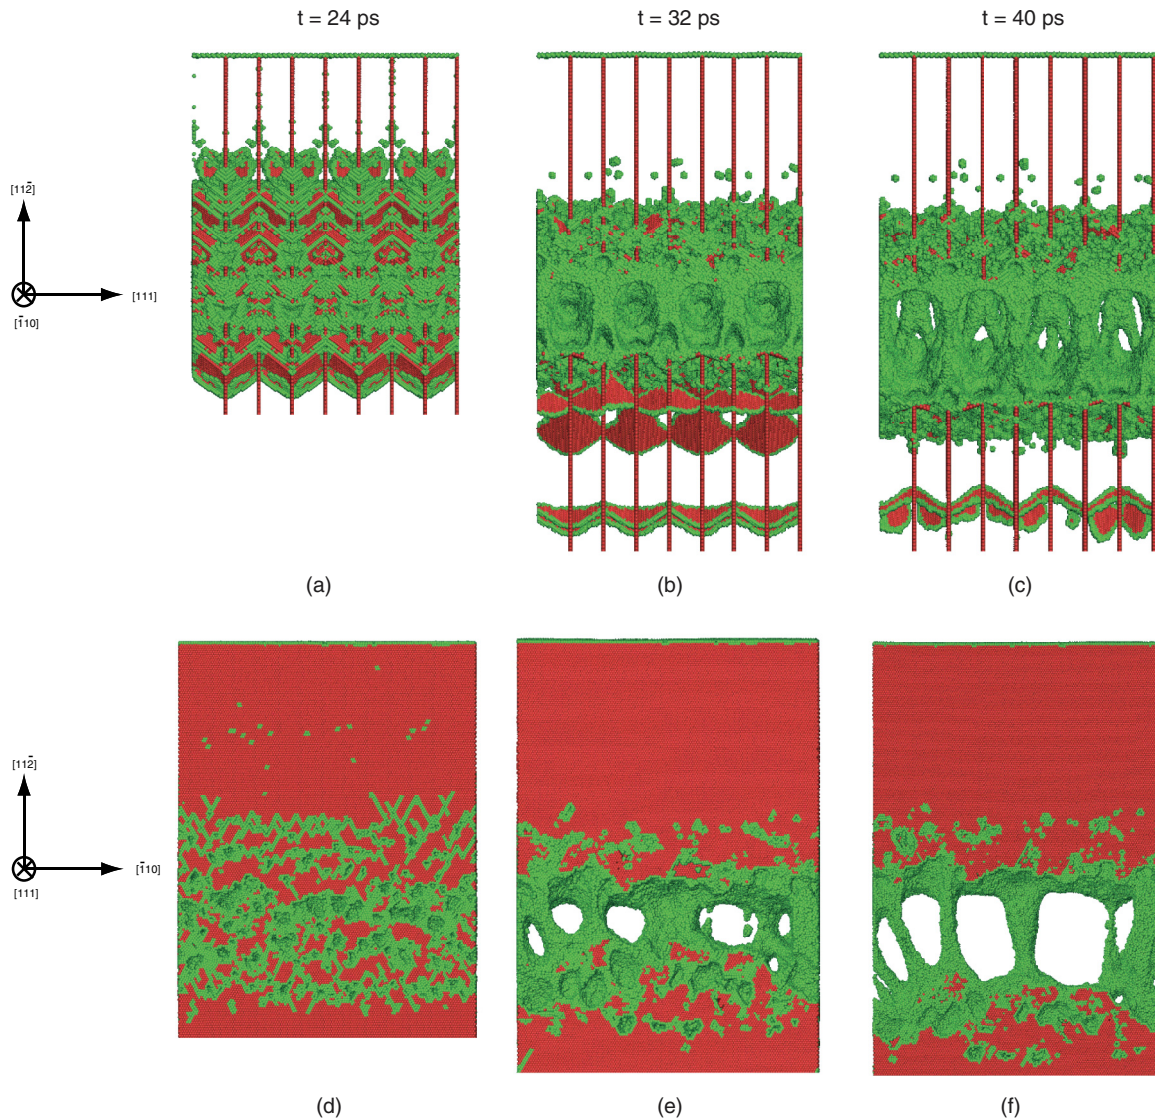 t = 24 ps t = 32 ps t = 40 ps
[112̄]
[111]
[1̄10]
(a) (b) (c)
[112̄]
[1̄10]
[111]
(d) (e) (f)